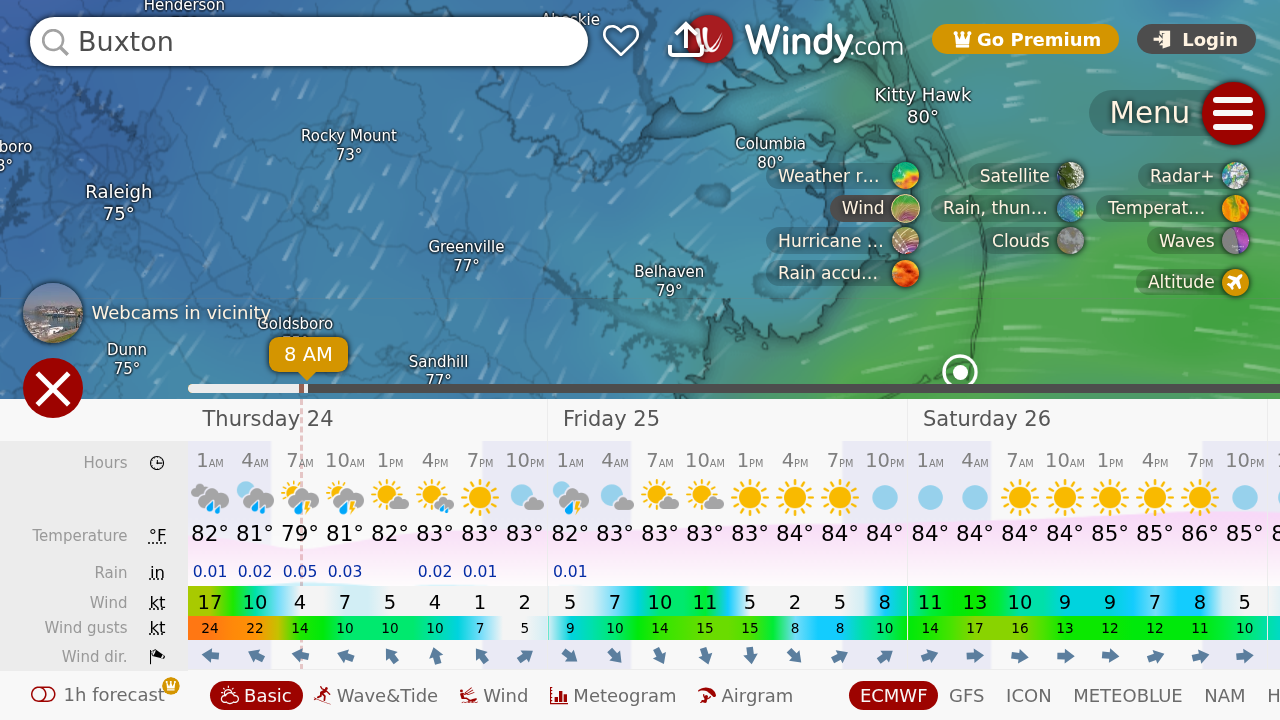 Henderson
Buxton
Windy.com
Go Premium
Login
Kitty Hawk
80°
Menu
Rocky Mount
73°
Columbia
80°
Raleigh
75°
Weather r...
Satellite
Radar+
Wind
Rain, thun...
Temperat...
Hurricane ...
Clouds
Waves
Rain accu...
Altitude
Greenville
77°
Belhaven
79°
Webcams in vicinity
Goldsboro
Dunn
75°
8 AM
Sandhill
77°
Thursday 24 Friday 25 Saturday 26
Hours 1AM 4AM 7AM 10AM 1PM 4PM 7PM 10PM 1AM 4AM 7AM 10AM 1PM 4PM 7PM 10PM 1AM 4AM 7AM 10AM 1PM 4PM 7PM 10PM
Temperature °F 82° 81° 79° 81° 82° 83° 83° 83° 82° 83° 83° 83° 83° 84° 84° 84° 84° 84° 84° 84° 85° 85° 86° 85°
Rain in 0.01 0.02 0.05 0.03 0.02 0.01 0.01
Wind kt 17 10 4 7 5 4 1 2 5 7 10 11 5 2 5 8 11 13 10 9 9 7 8 5
Wind gusts kt 24 22 14 10 10 10 7 5 9 10 14 15 15 8 8 10 14 17 16 13 12 12 11 10
Wind dir.
1h forecast Basic Wave&Tide Wind Meteogram Airgram ECMWF GFS ICON METEOBLUE NAM